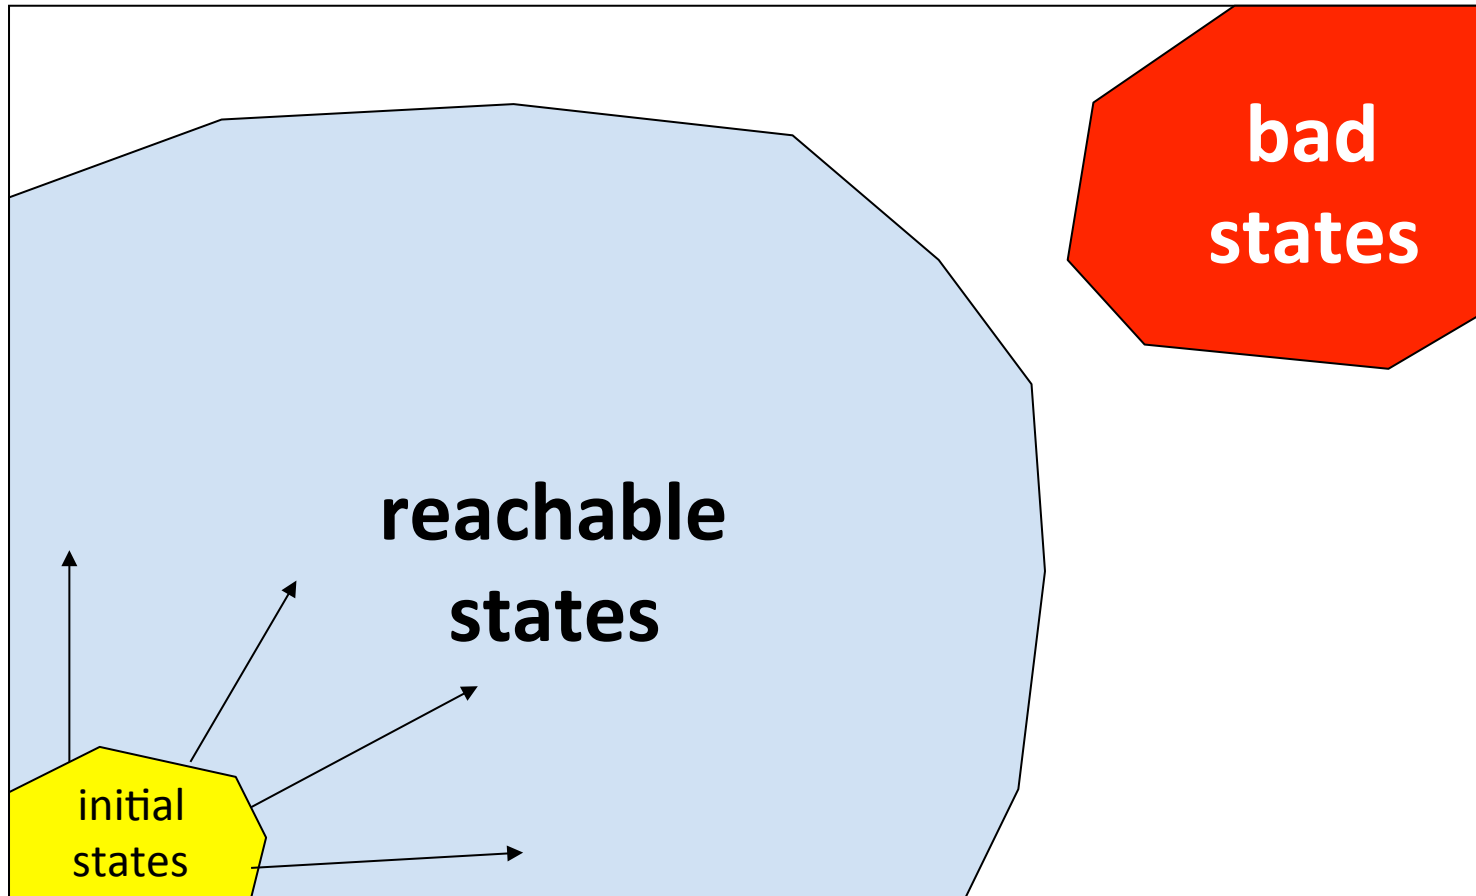 bad
states
reachable
states
initial
states